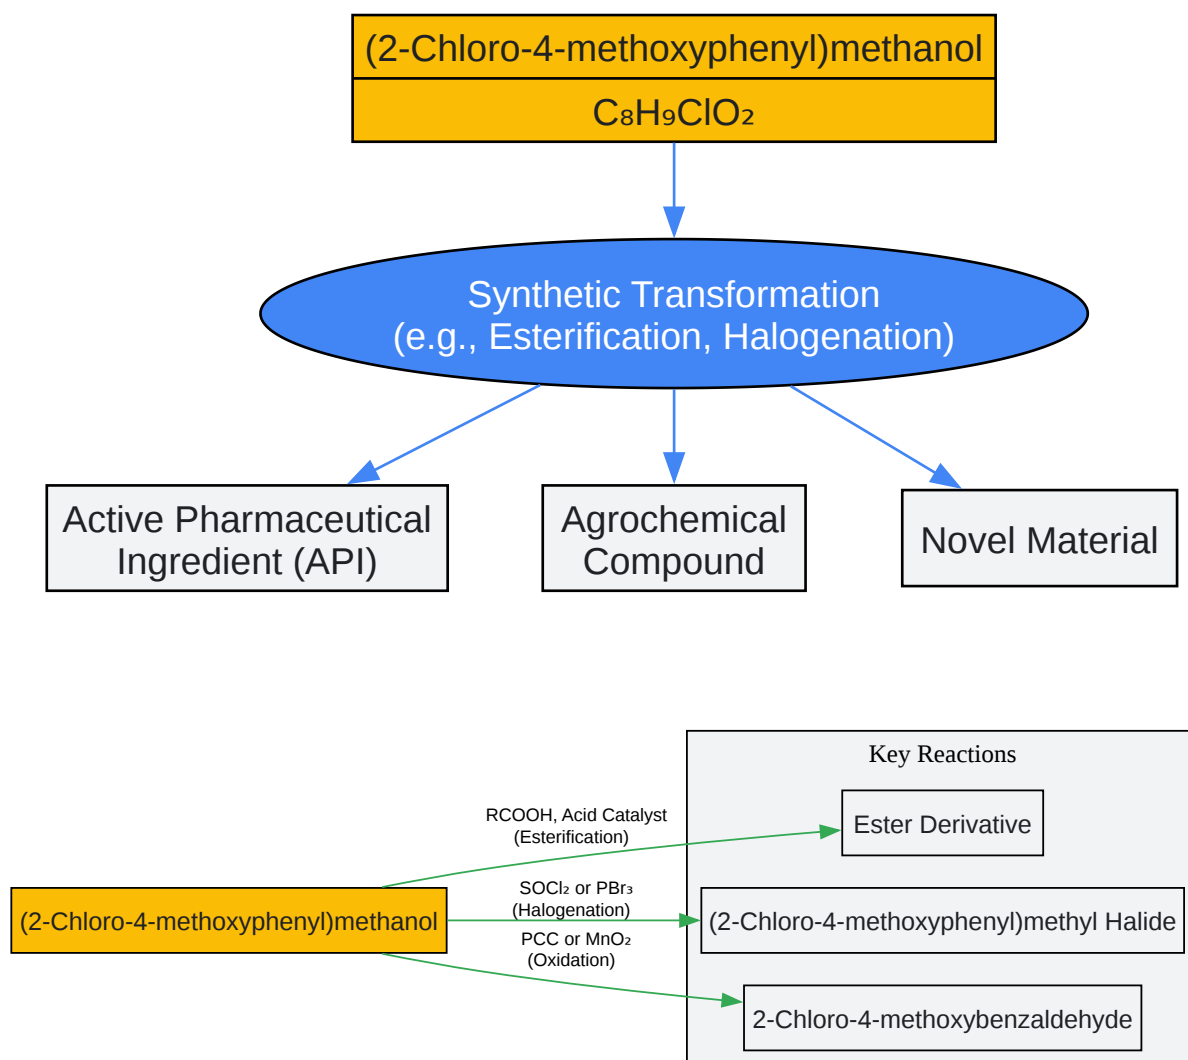 (2-Chloro-4-methoxyphenyl)methanol
C₈H₉ClO₂
Synthetic Transformation
(e.g., Esterification, Halogenation)
Active Pharmaceutical
Ingredient (API)
Agrochemical
Compound
Novel Material
Key Reactions
RCOOH, Acid Catalyst
(Esterification)
Ester Derivative
(2-Chloro-4-methoxyphenyl)methanol
SOCl₂ or PBr₃
(Halogenation)
(2-Chloro-4-methoxyphenyl)methyl Halide
PCC or MnO₂
(Oxidation)
2-Chloro-4-methoxybenzaldehyde